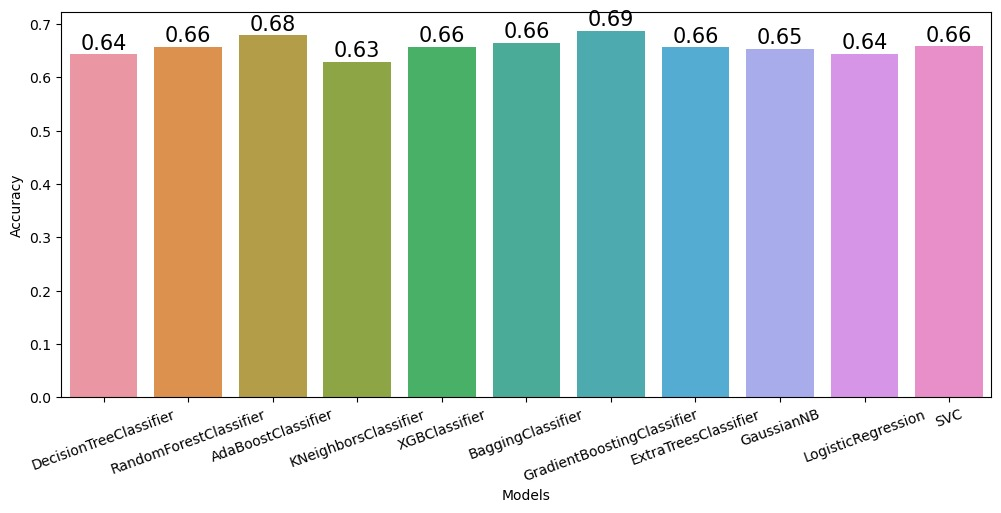 0.7
0.6
0.5
0.4
0.3
0.2
0.1
0.0
Accuracy
0.64
0.66
0.68
0.63
0.66
0.66
0.69
0.66
0.65
0.64
0.66
DecisionTreeClassifier
RandomForestClassifier
AdaBoostClassifier
KNeighborsClassifier
XGBClassifier
BaggingClassifier
GradientBoostingClassifier
ExtraTreesClassifier
GaussianNB
LogisticRegression
SVC
Models